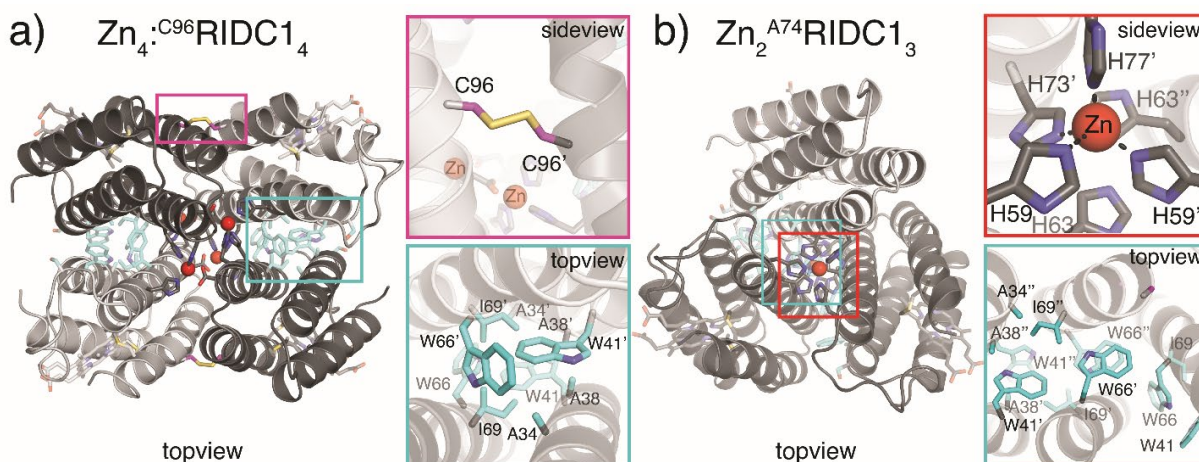 a) Zn₄:ᶜ⁹⁶RIDC1₄
topview
sideview
C96
C96'
Zn
Zn
topview
I69' A34'
A38'
W66'
W41'
W66
W41 A38
I69 A34
b) Zn₂ᴬ⁷⁴RIDC1₃
topview
sideview
H77'
H73' H63''
Zn
H59 H63 H59'
topview
A34'' I69''
A38'' W66'' I69
W41''
W66'
A38' I69' W66
W41' W41